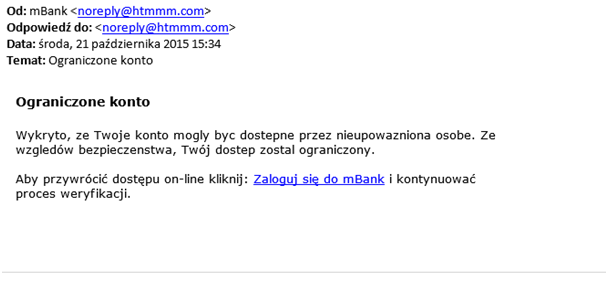 Od: mBank <noreply@htmmm.com>
Odpowiedź do: <noreply@htmmm.com>
Data: środa, 21 października 2015 15:34
Temat: Ograniczone konto
Ograniczone konto
Wykryto, ze Twoje konto mogly byc dostepne przez nieupowazniona osobe. Ze
wzgledów bezpieczenstwa, Twój dostep zostal ograniczony.
Aby przywrócić dostępu on-line kliknij: Zaloguj się do mBank i kontynuować
proces weryfikacji.